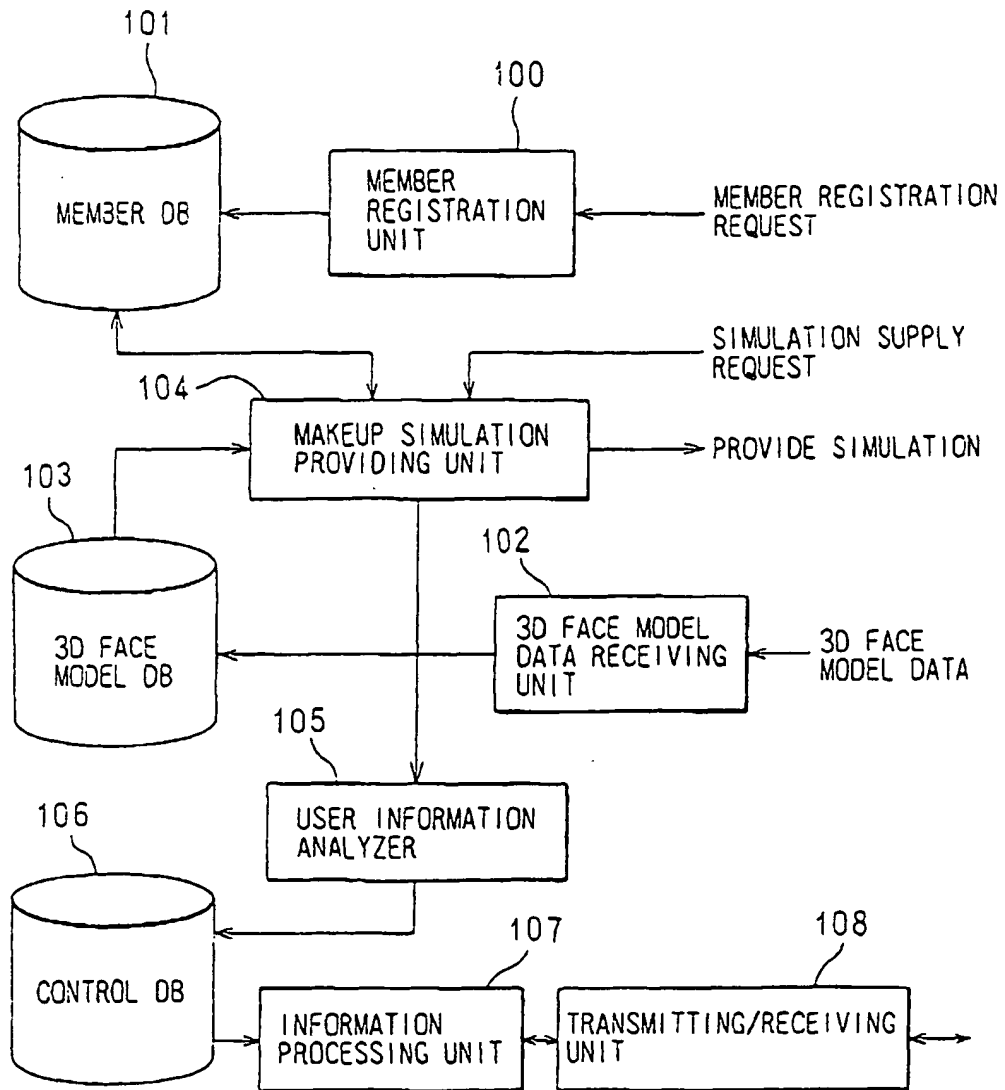 101
100
MEMBER DB
MEMBER
REGISTRATION
UNIT
MEMBER REGISTRATION
REQUEST
SIMULATION SUPPLY
REQUEST
104
MAKEUP SIMULATION
PROVIDING UNIT
PROVIDE SIMULATION
103
102
3D FACE
MODEL DB
3D FACE MODEL
DATA RECEIVING
UNIT
3D FACE
MODEL DATA
105
USER INFORMATION
ANALYZER
106
107
108
CONTROL DB
INFORMATION
PROCESSING UNIT
TRANSMITTING/RECEIVING
UNIT